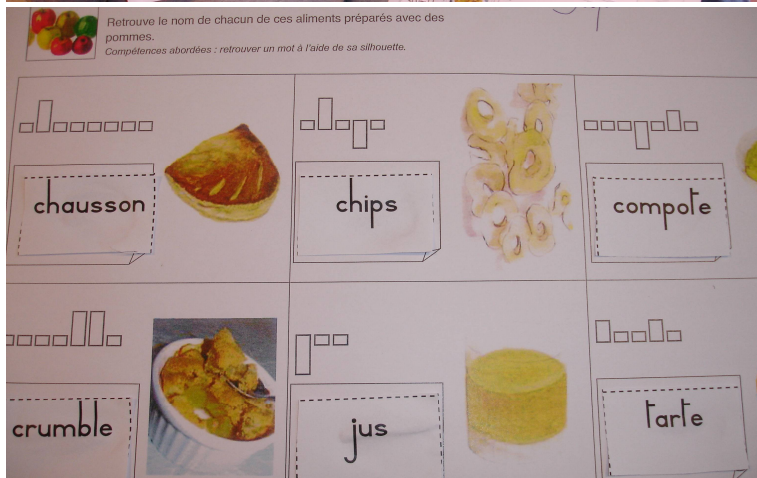 Retrouve le nom de chacun de ces aliments préparés avec des
pommes.
Compétences abordées : retrouver un mot à l'aide de sa silhouette.
chausson
chips
compote
crumble
jus
tarte